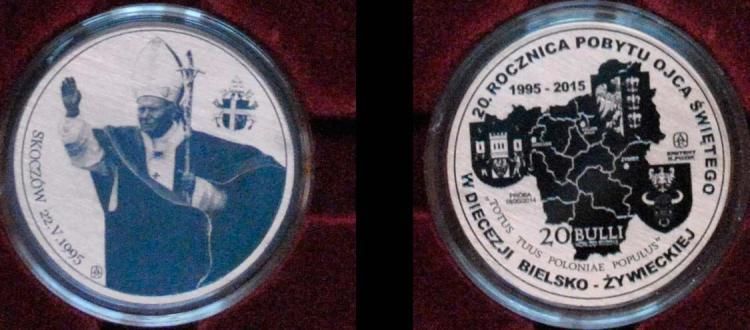 SKOCZÓW 22.V.1995
20. ROCZNICA POBYTU OJCA ŚWIĘTEGO
1995 - 2015
PRÓBA
20 BULLI
„TOTUS TUUS POLONIAE POPULUS"
W DIECEZJI BIELSKO - ŻYWIECKIEJ